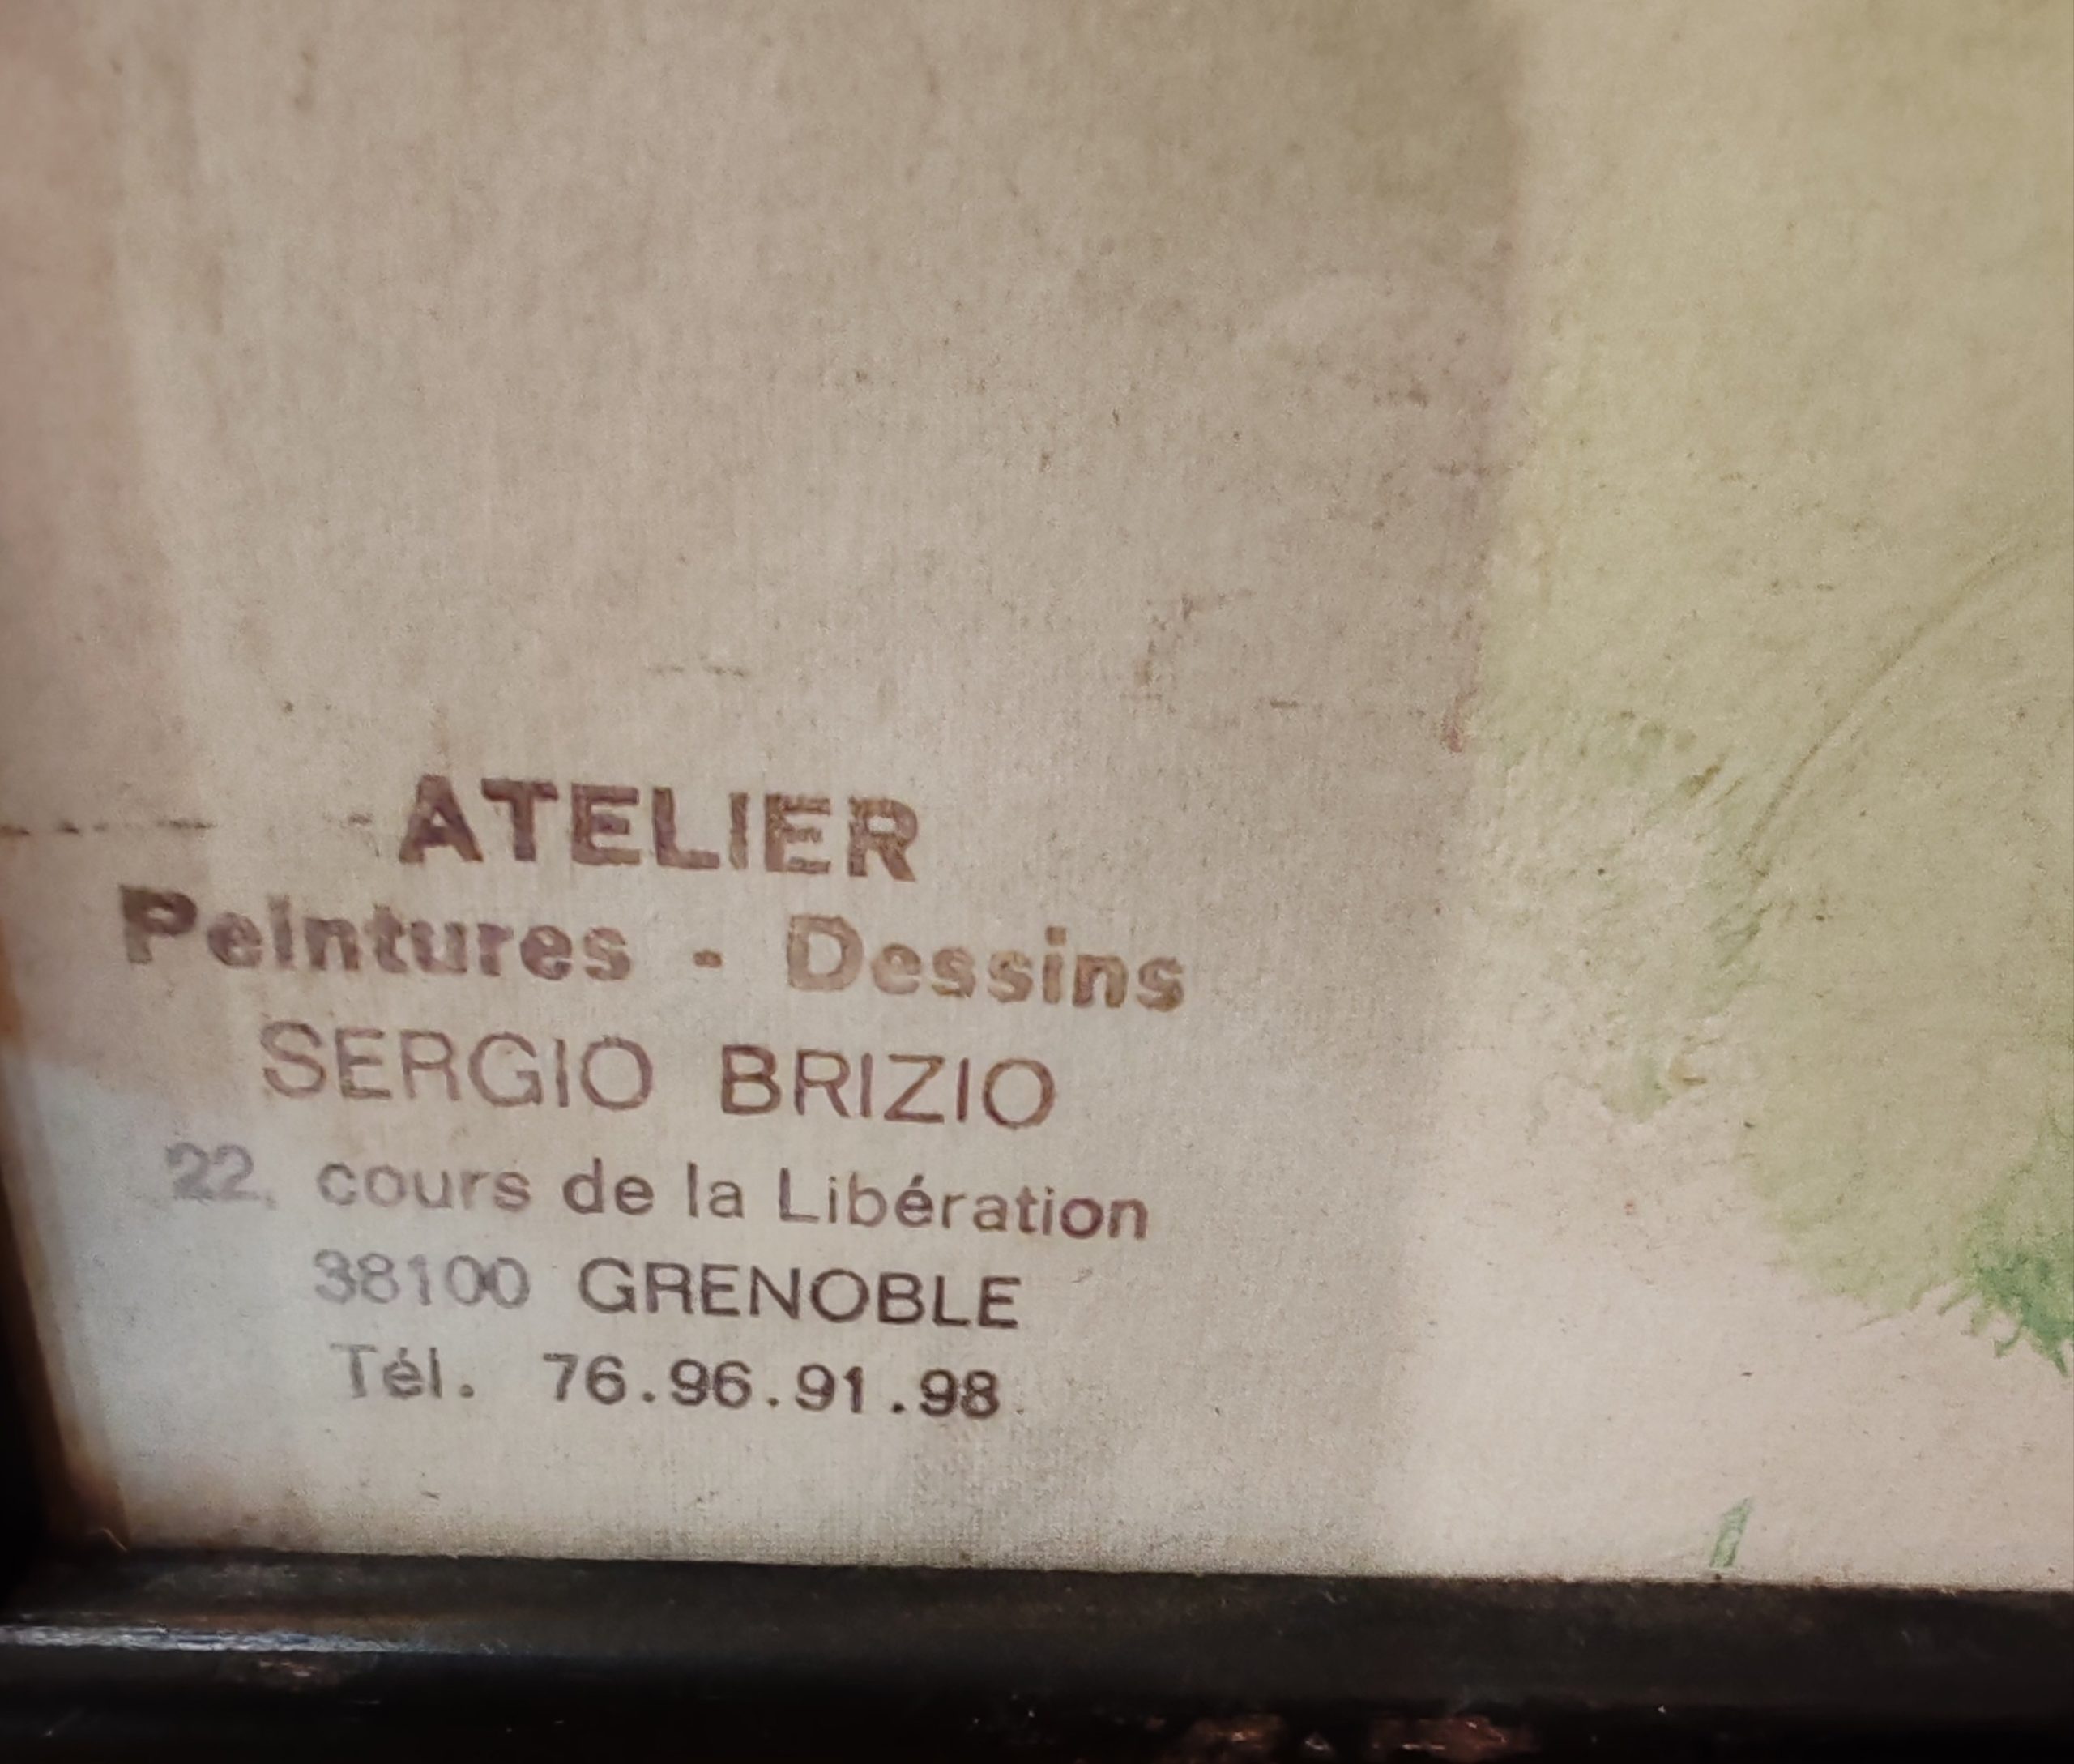 ATELIER
Peintures - Dessins
SERGIO BRIZIO
22, cours de la Libération
38100 GRENOBLE
Tél. 76.96.91.98